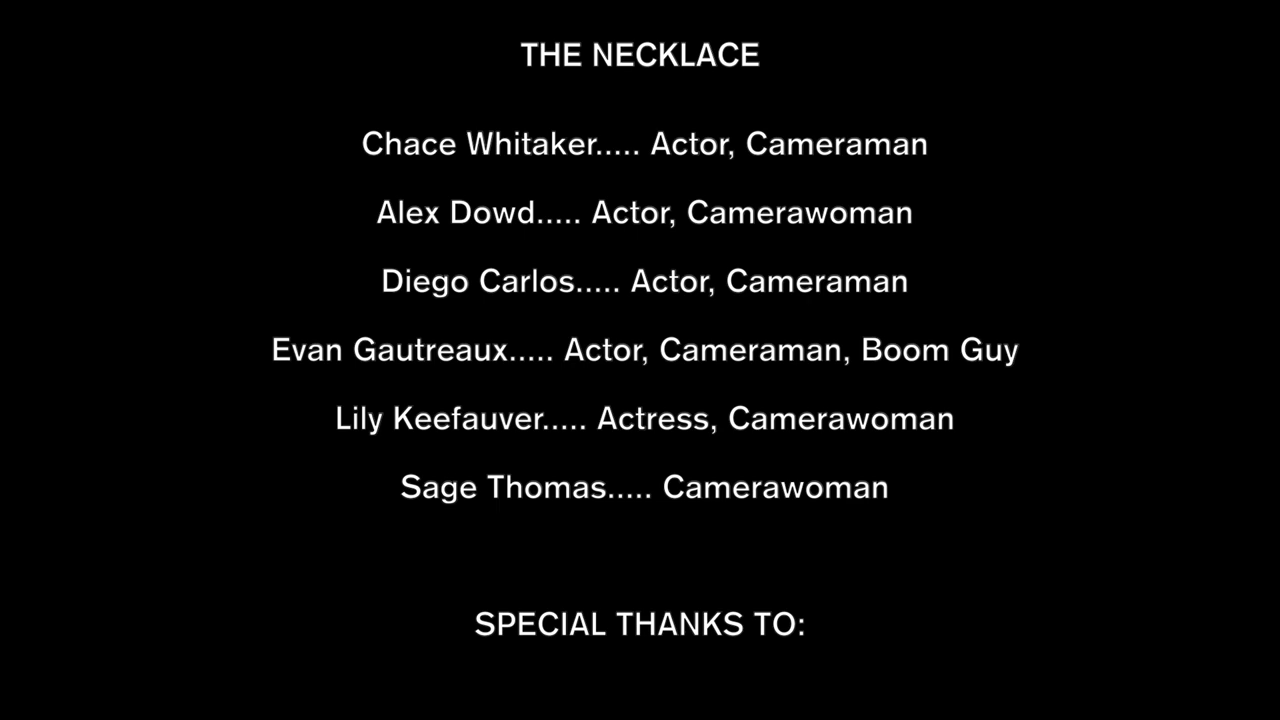 THE NECKLACE
Chace Whitaker..... Actor, Cameraman
Alex Dowd..... Actor, Camerawoman
Diego Carlos..... Actor, Cameraman
Evan Gautreaux..... Actor, Cameraman, Boom Guy
Lily Keefauver..... Actress, Camerawoman
Sage Thomas..... Camerawoman
SPECIAL THANKS TO: